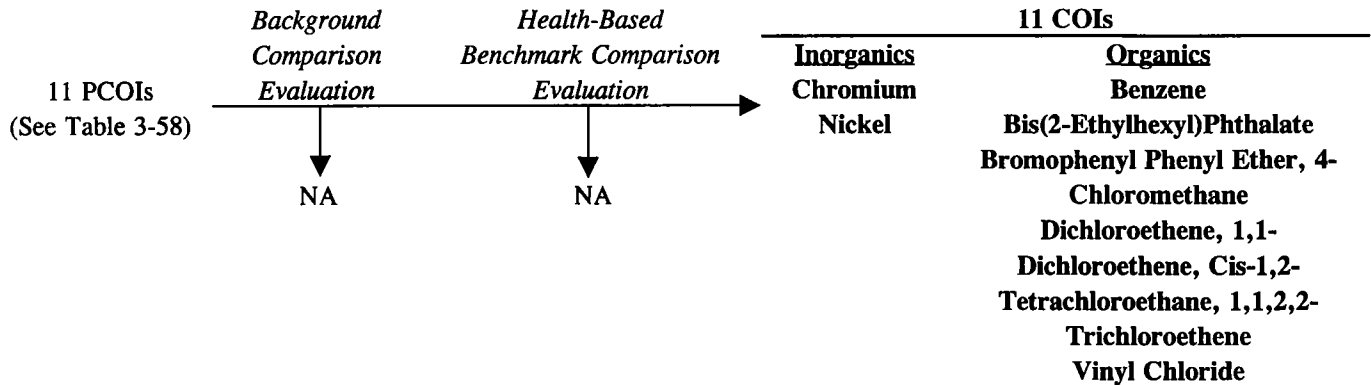 Background
Comparison
Evaluation
Health-Based
Benchmark Comparison
Evaluation
11 PCOIs
(See Table 3-58)
NA
NA
11 COIs
Inorganics
Chromium
Nickel
Organics
Benzene
Bis(2-Ethylhexyl)Phthalate
Bromophenyl Phenyl Ether, 4-
Chloromethane
Dichloroethene, 1,1-
Dichloroethene, Cis-1,2-
Tetrachloroethane, 1,1,2,2-
Trichloroethene
Vinyl Chloride